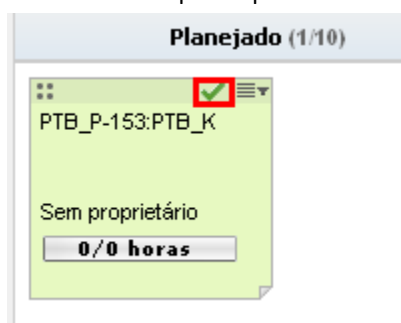 Planejado (1/10)
PTB_P-153:PTB_K
Sem proprietário
0/0 horas